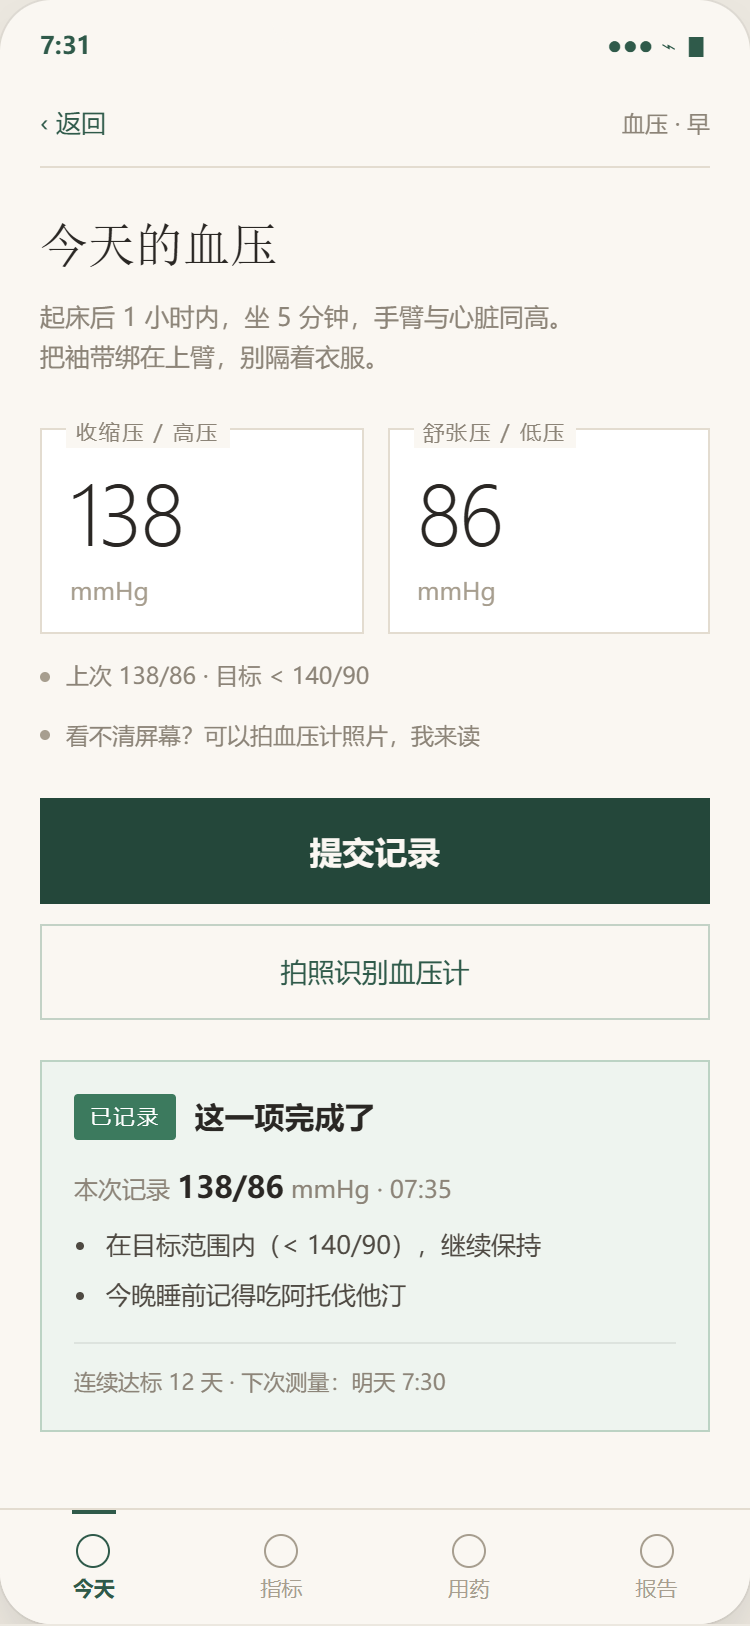 7:31
‹ 返回
血压 · 早
今天的血压
起床后 1 小时内，坐 5 分钟，手臂与心脏同高。
把袖带绑在上臂，别隔着衣服。
收缩压 / 高压
138
mmHg
舒张压 / 低压
86
mmHg
上次 138/86 · 目标 < 140/90
看不清屏幕？可以拍血压计照片，我来读
提交记录
拍照识别血压计
已记录 这一项完成了
本次记录 138/86 mmHg · 07:35
• 在目标范围内（< 140/90），继续保持
• 今晚睡前记得吃阿托伐他汀
连续达标 12 天 · 下次测量：明天 7:30
今天
指标
用药
报告